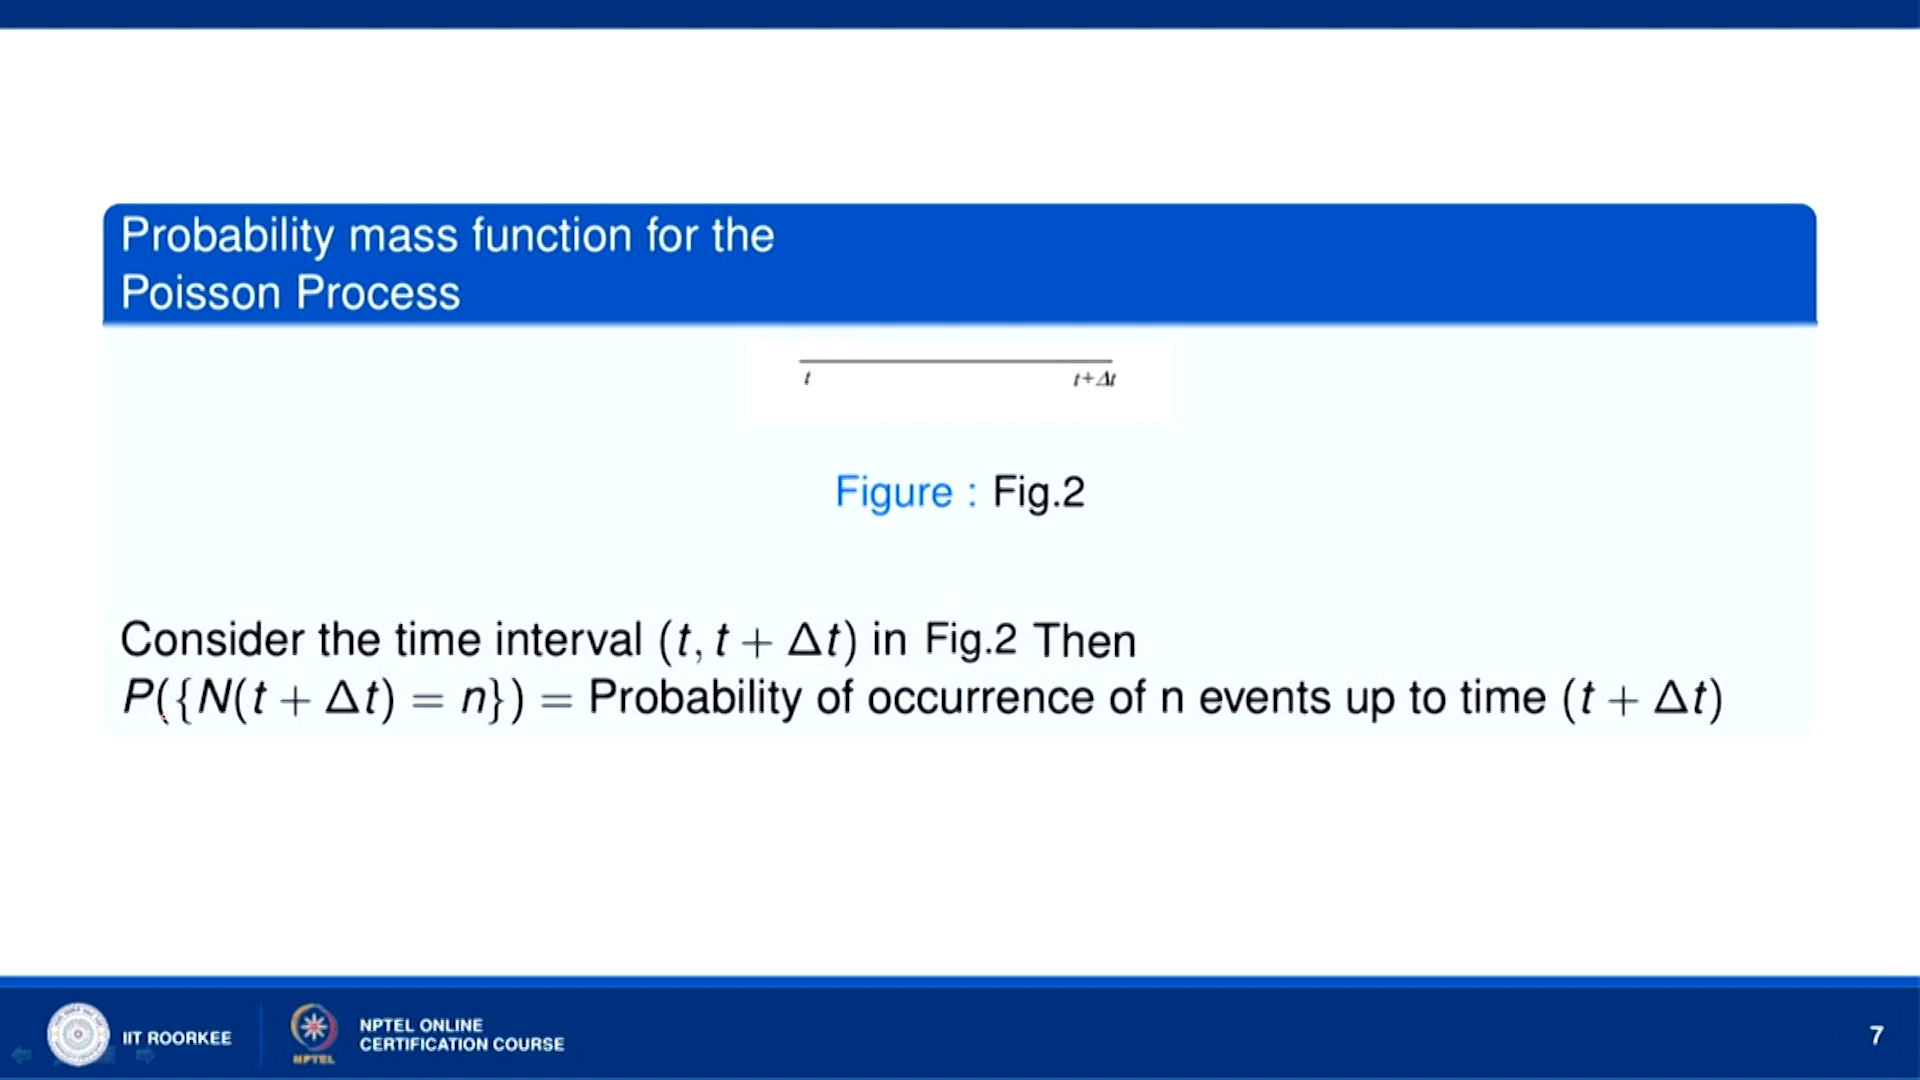 Probability mass function for the
Poisson Process
t
t+Δt
Figure : Fig.2
Consider the time interval (t, t + Δt) in Fig.2 Then
P({N(t + Δt) = n}) = Probability of occurrence of n events up to time (t + Δt)
IIT ROORKEE
NPTEL
NPTEL ONLINE
CERTIFICATION COURSE
7